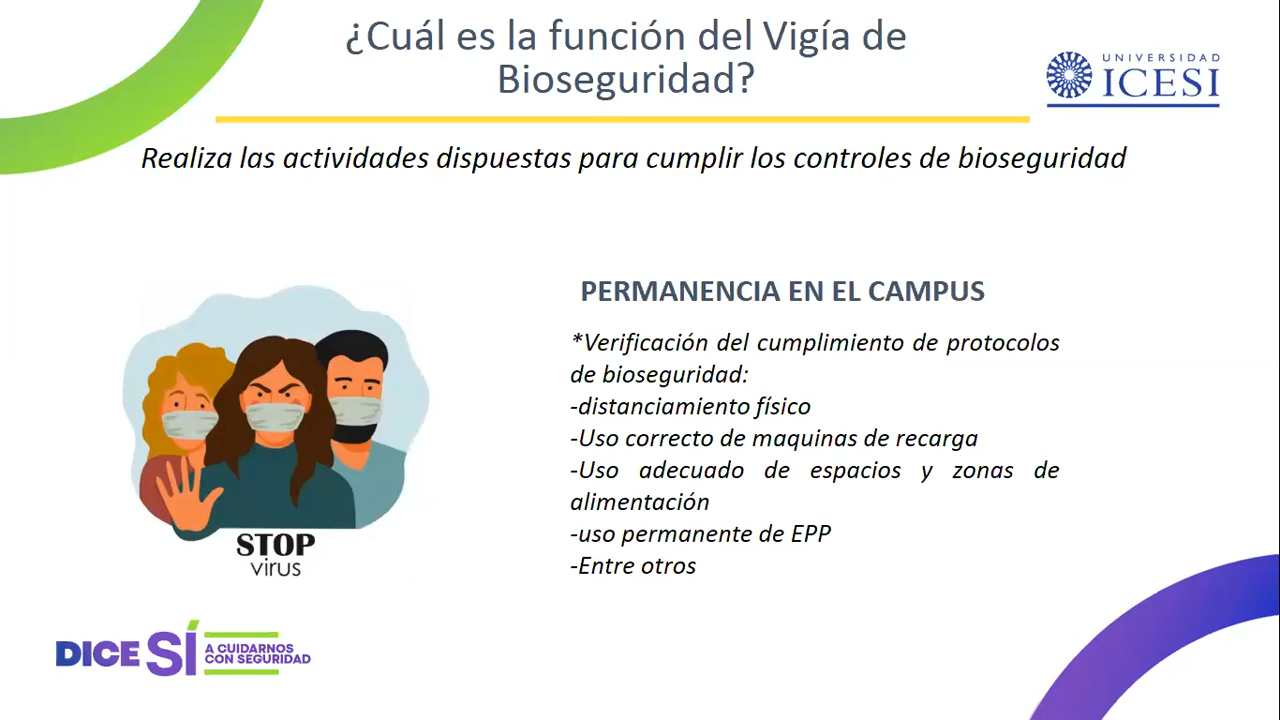 ¿Cuál es la función del Vigía de
Bioseguridad?
UNIVERSIDAD
ICESI
Realiza las actividades dispuestas para cumplir los controles de bioseguridad
PERMANENCIA EN EL CAMPUS
*Verificación del cumplimiento de protocolos
de bioseguridad:
-distanciamiento físico
-Uso correcto de maquinas de recarga
-Uso adecuado de espacios y zonas de
alimentación
-uso permanente de EPP
-Entre otros
STOP
virus
DICE SÍ A CUIDARNOS
CON SEGURIDAD